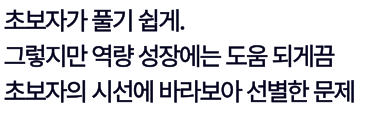 초보자가 풀기 쉽게.
그렇지만 역량 성장에는 도움 되게끔
초보자의 시선에 바라보아 선별한 문제